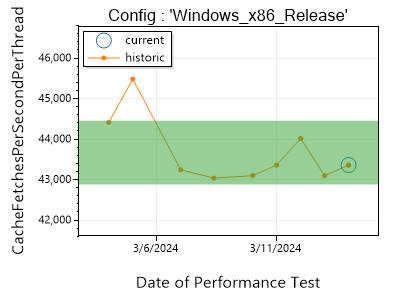 Config : 'Windows_x86_Release'
current
historic
CacheFetchesPerSecondPerThread
46,000
45,000
44,000
43,000
42,000
3/6/2024
3/11/2024
Date of Performance Test